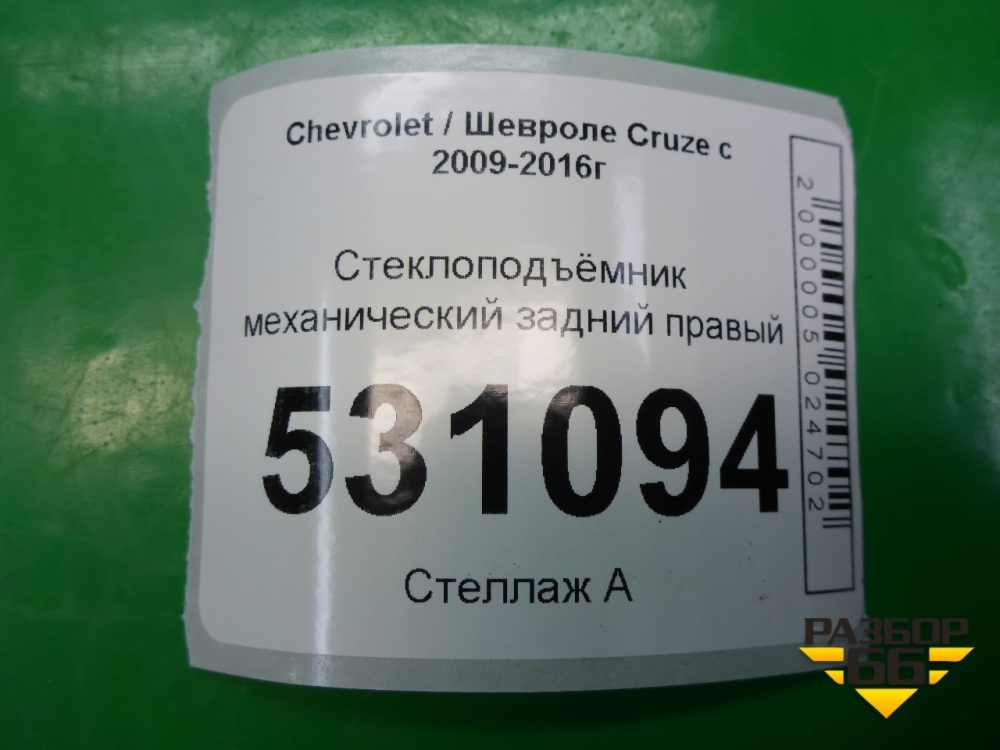 Chevrolet / Шевроле Cruze с
2009-2016г
Стеклоподъёмник
механический задний правый
531094
Стеллаж А
2000005024702
РАЗБОР
66